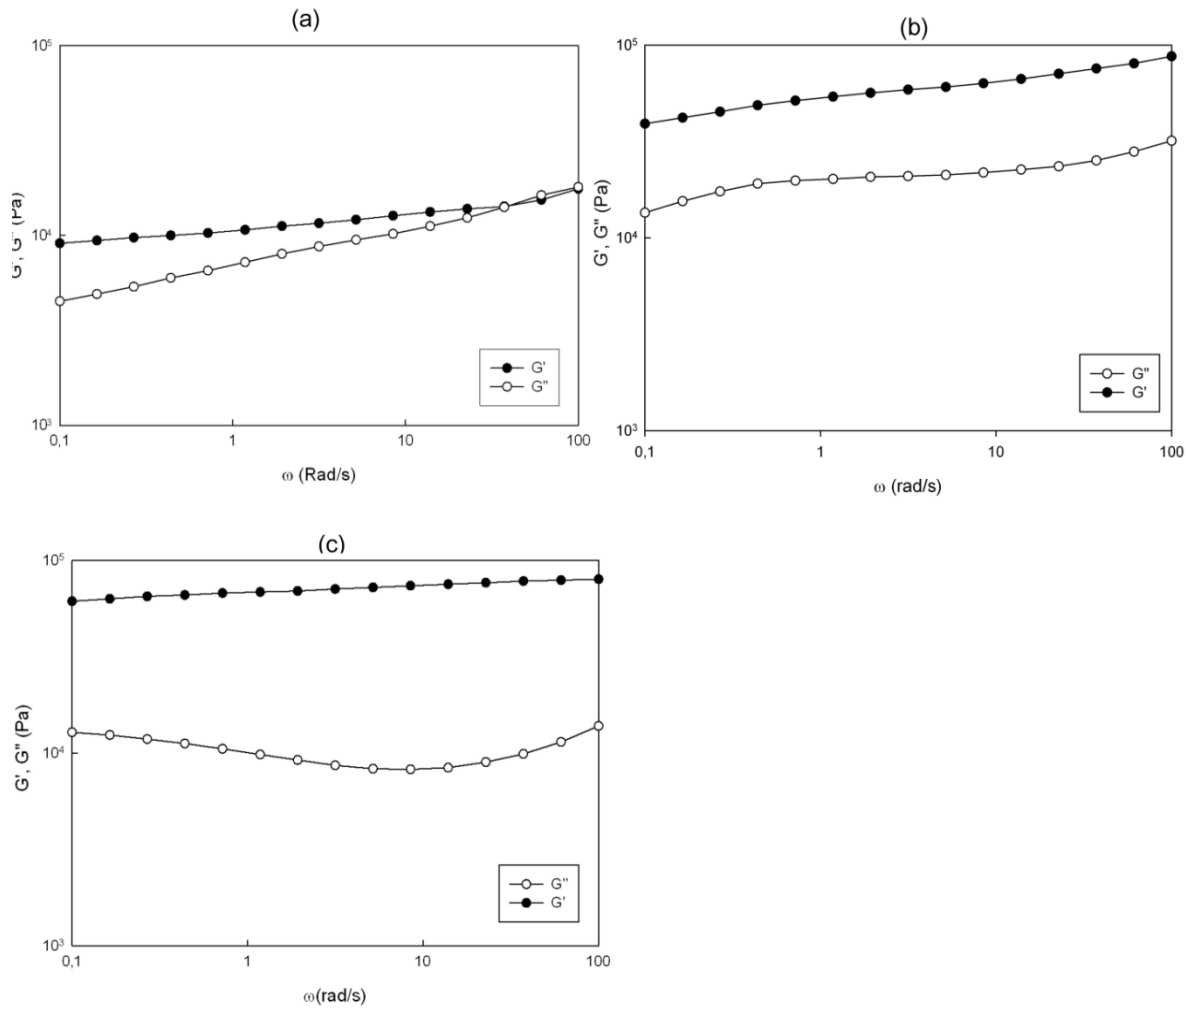 (a)
10⁵
10⁴
10³
G', G'' (Pa)
0,1 1 10 100
ω (Rad/s)
G'
G"
(b)
10⁵
10⁴
10³
G', G" (Pa)
0,1 1 10 100
ω (rad/s)
G"
G'
(c)
10⁵
10⁴
10³
G', G" (Pa)
0,1 1 10 100
ω(rad/s)
G"
G'